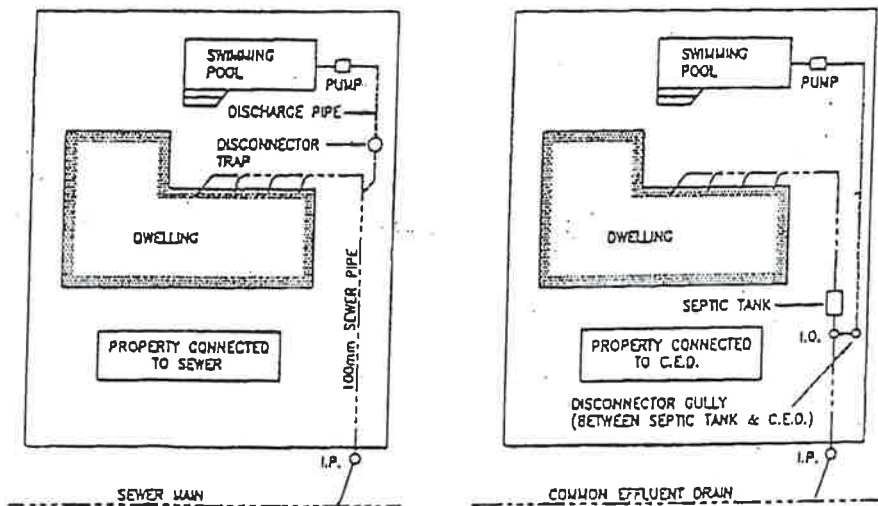 SWIMMING
POOL
PUMP
DISCHARGE PIPE
DISCONNECTOR
TRAP
DWELLING
100mm SEWER PIPE
PROPERTY CONNECTED
TO SEWER
I.P.
SEWER MAIN
SWIMMING
POOL
PUMP
DWELLING
SEPTIC TANK
I.O.
PROPERTY CONNECTED
TO C.E.D.
DISCONNECTOR GULLY
(BETWEEN SEPTIC TANK & C.E.D.)
I.P.
COMMON EFFLUENT DRAIN